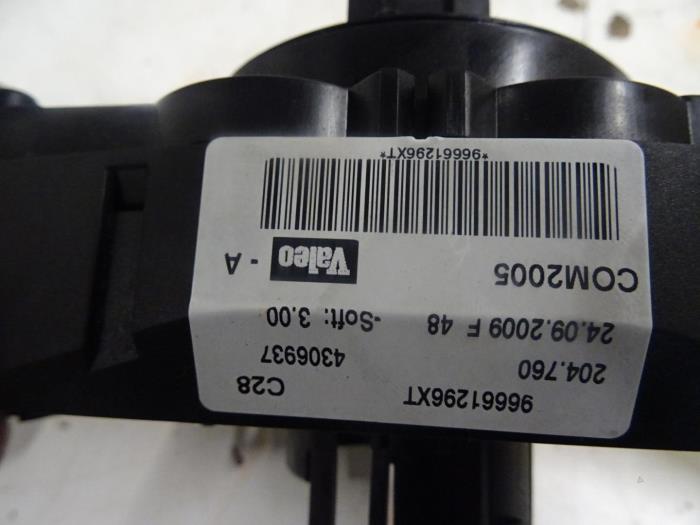 96661296XT C28
204.760 4306937
24.09.2009 F 48 -Soft: 3.00
COM2005 Valeo - A
*96661296XT*